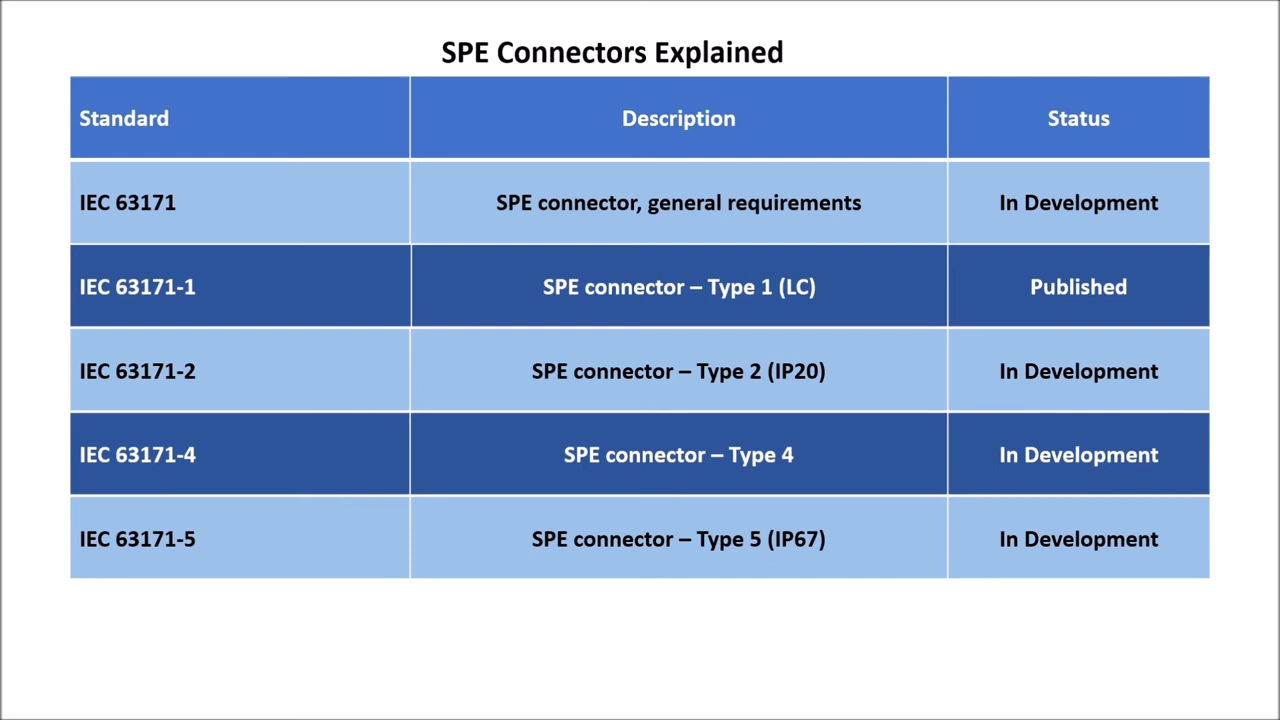 SPE Connectors Explained
Standard Description Status
IEC 63171 SPE connector, general requirements In Development
IEC 63171-1 SPE connector – Type 1 (LC) Published
IEC 63171-2 SPE connector – Type 2 (IP20) In Development
IEC 63171-4 SPE connector – Type 4 In Development
IEC 63171-5 SPE connector – Type 5 (IP67) In Development